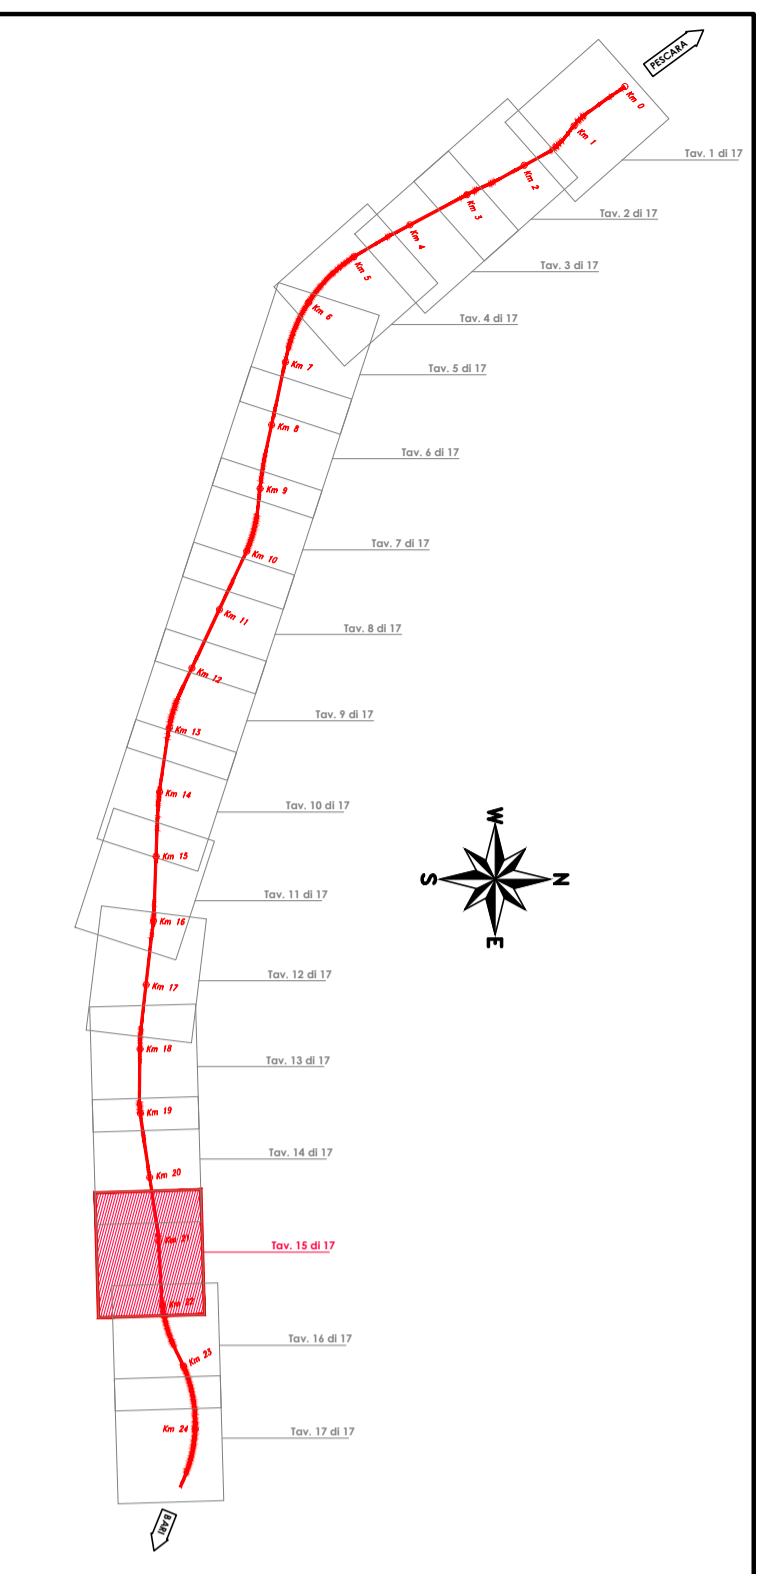 PESCARA
Km 0
Km 1
Tav. 1 di 17
Km 2
Km 3
Tav. 2 di 17
Km 4
Km 5
Tav. 3 di 17
Km 6
Tav. 4 di 17
Km 7
Tav. 5 di 17
Km 8
Tav. 6 di 17
Km 9
Tav. 7 di 17
Km 10
Km 11
Tav. 8 di 17
Km 12
Tav. 9 di 17
Km 13
Km 14
Tav. 10 di 17
W
Km 15
S
N
Tav. 11 di 17
Km 16
E
Tav. 12 di 17
Km 17
Km 18
Tav. 13 di 17
Km 19
Tav. 14 di 17
Km 20
Km 21
Tav. 15 di 17
Km 22
Tav. 16 di 17
Km 23
Km 24
Tav. 17 di 17
BARI